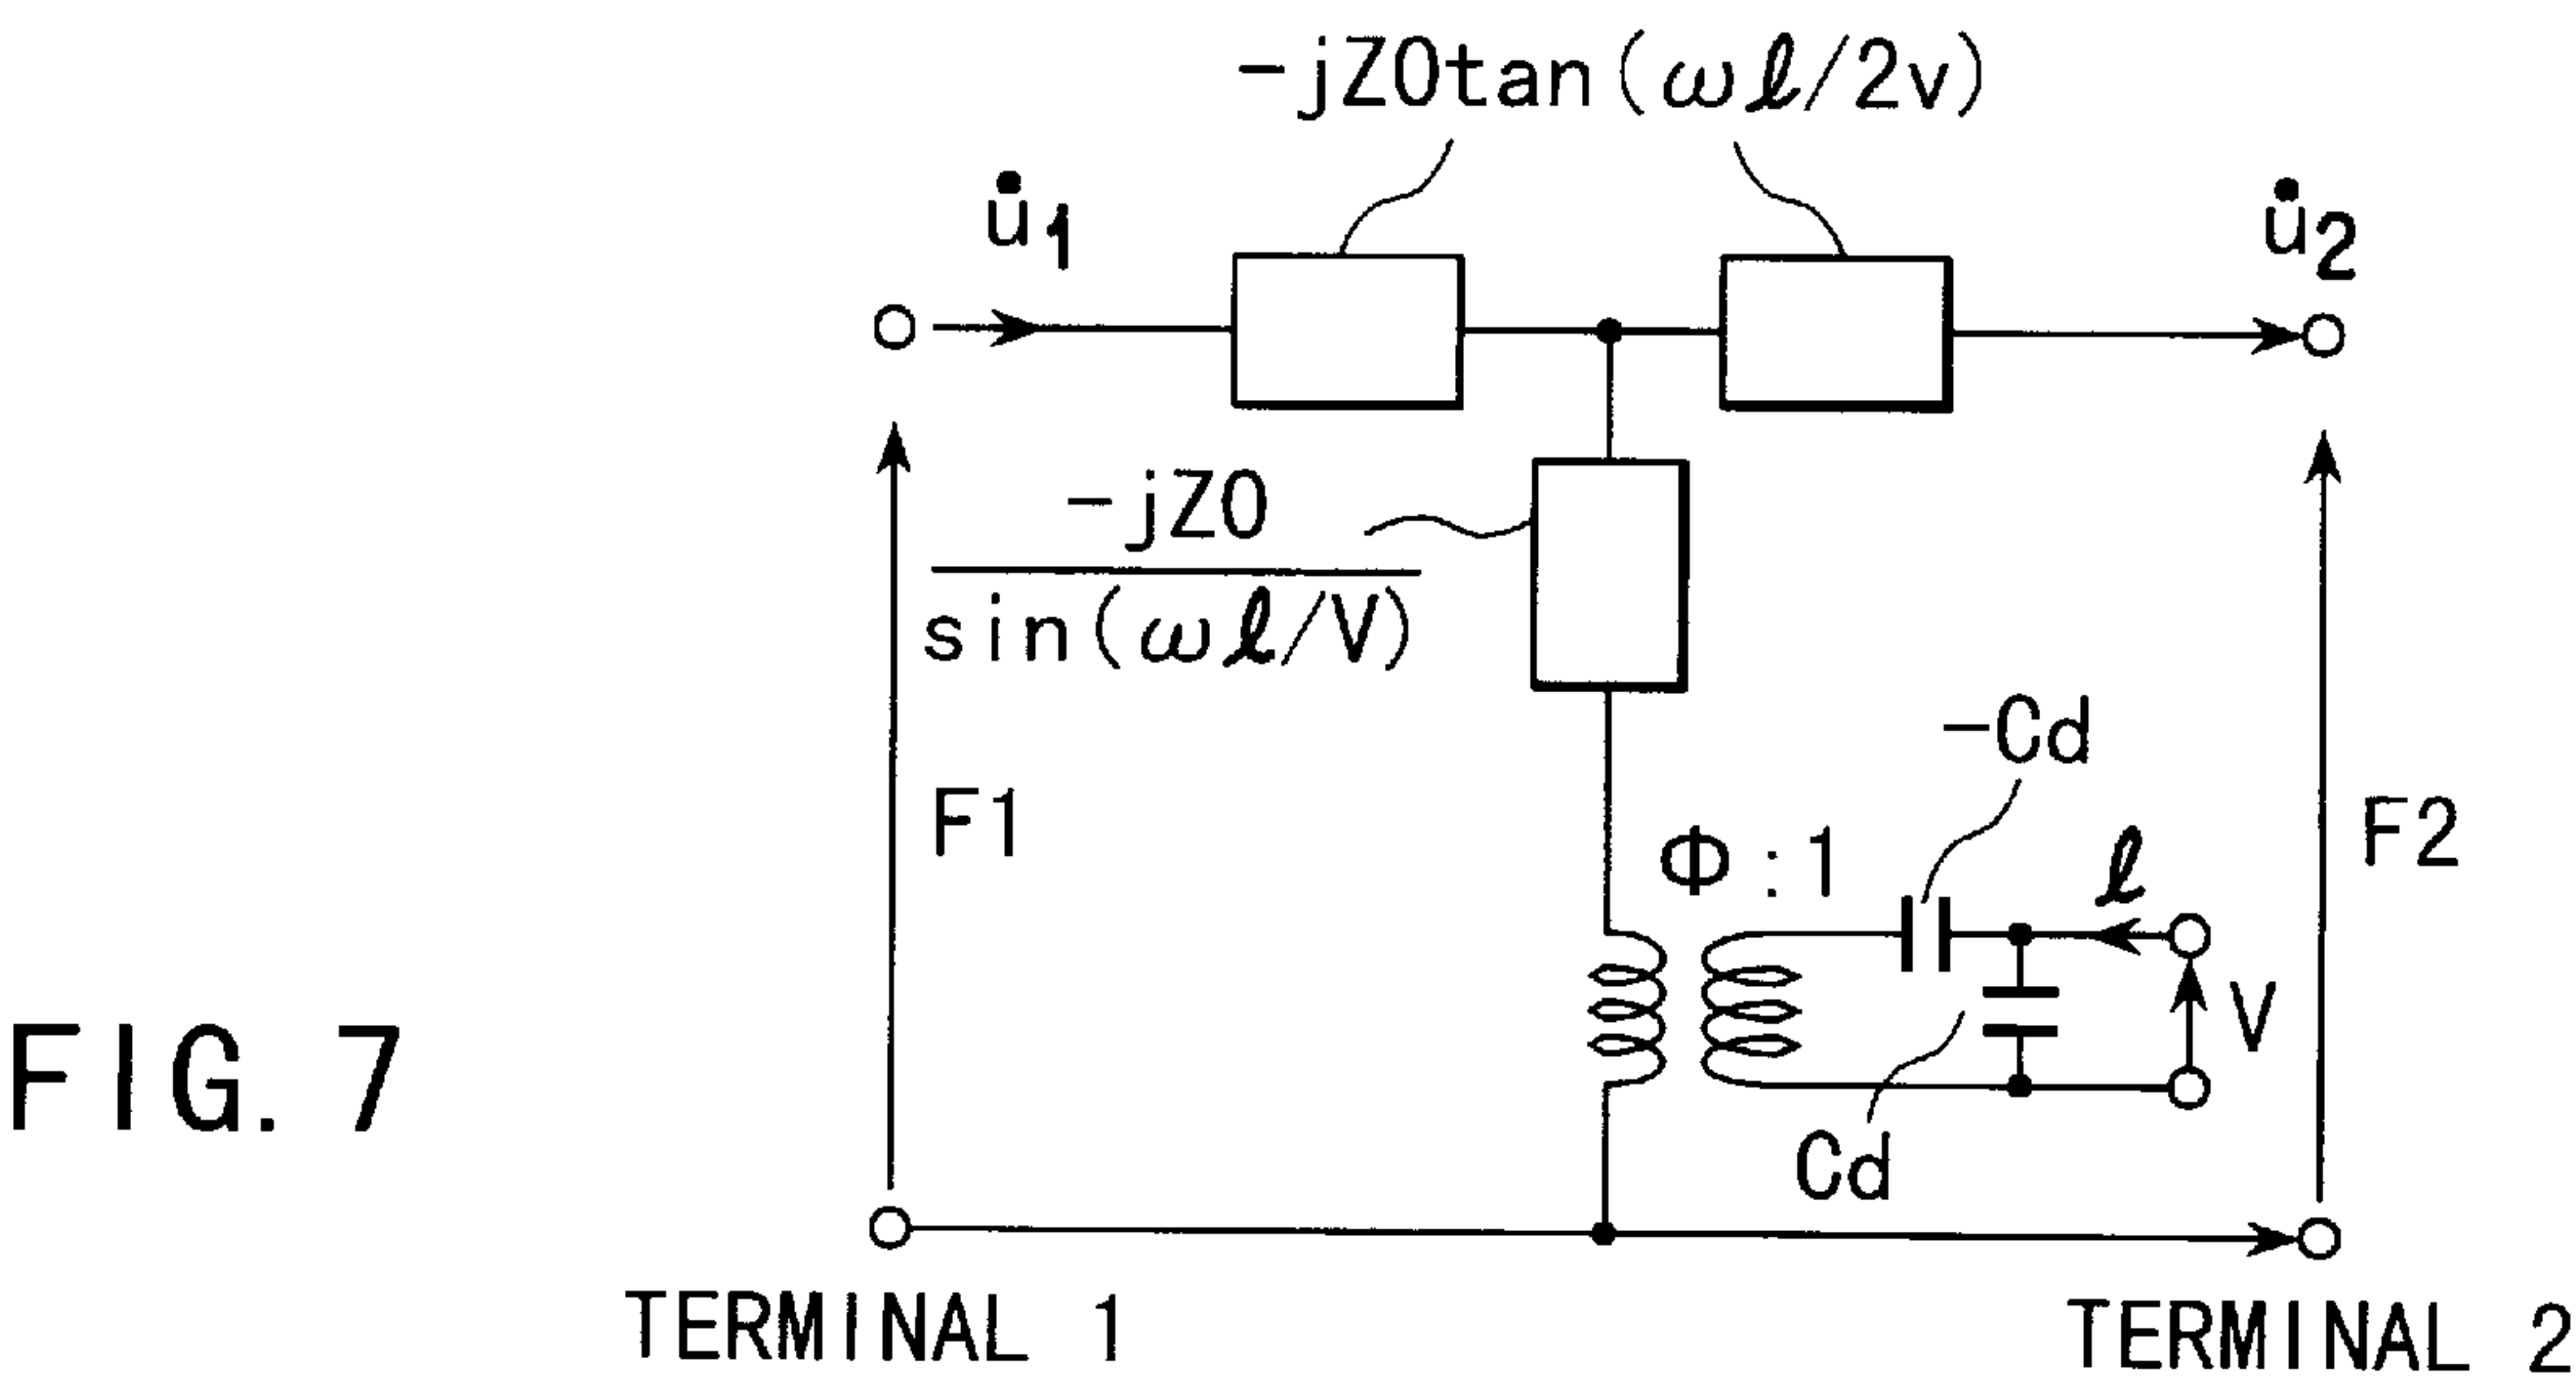 -jZ0tan(ωℓ/2v)
u̇1
u̇2
-jZ0
sin(ωℓ/V)
-Cd
F1
Φ:1
ℓ
F2
V
Cd
FIG. 7
TERMINAL 1
TERMINAL 2